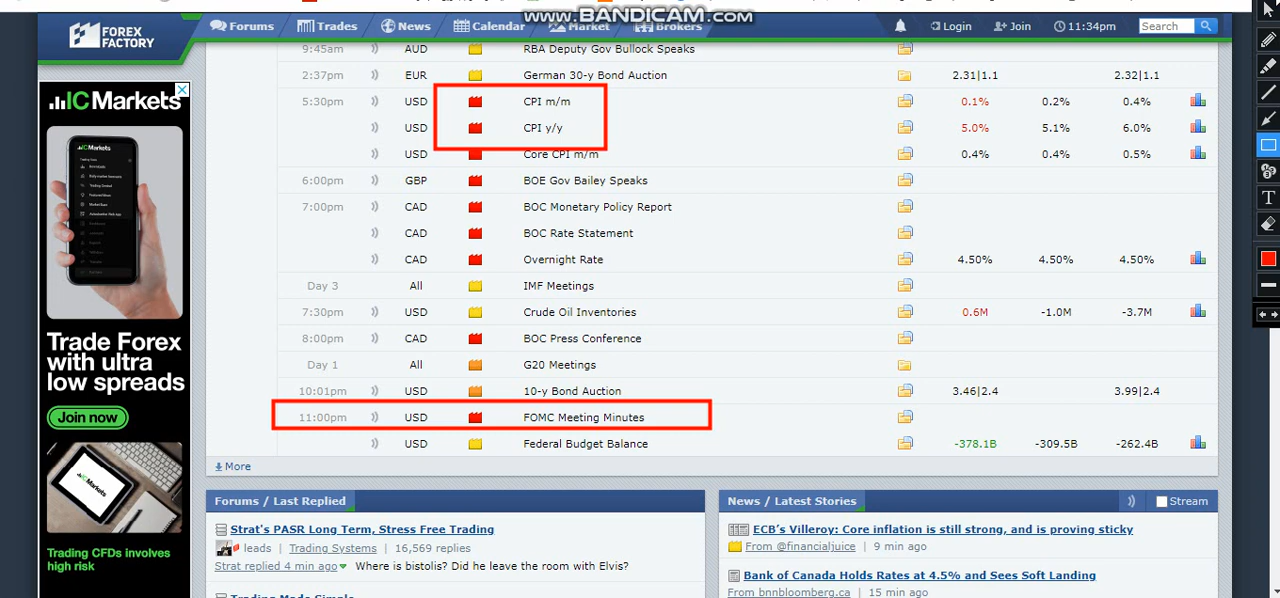 WWW.BANDICAM.COM
FOREX FACTORY
Forums Trades News Calendar Market Brokers Login Join 11:34pm Search
9:45am AUD RBA Deputy Gov Bullock Speaks
2:37pm EUR German 30-y Bond Auction 2.31|1.1 2.32|1.1
5:30pm USD CPI m/m 0.1% 0.2% 0.4%
USD CPI y/y 5.0% 5.1% 6.0%
USD Core CPI m/m 0.4% 0.4% 0.5%
6:00pm GBP BOE Gov Bailey Speaks
7:00pm CAD BOC Monetary Policy Report
CAD BOC Rate Statement
CAD Overnight Rate 4.50% 4.50% 4.50%
Day 3 All IMF Meetings
7:30pm USD Crude Oil Inventories 0.6M -1.0M -3.7M
8:00pm CAD BOC Press Conference
Day 1 All G20 Meetings
10:01pm USD 10-y Bond Auction 3.46|2.4 3.99|2.4
11:00pm USD FOMC Meeting Minutes
USD Federal Budget Balance -378.1B -309.5B -262.4B
More
IC Markets
Trade Forex
with ultra
low spreads
Join now
Trading CFDs involves
high risk
Forums / Last Replied
Strat's PASR Long Term, Stress Free Trading
leads | Trading Systems | 16,569 replies
Strat replied 4 min ago Where is bistolis? Did he leave the room with Elvis?
News / Latest Stories Stream
ECB's Villeroy: Core inflation is still strong, and is proving sticky
From @financialjuice | 9 min ago
Bank of Canada Holds Rates at 4.5% and Sees Soft Landing
From bnnbloomberg.ca | 15 min ago